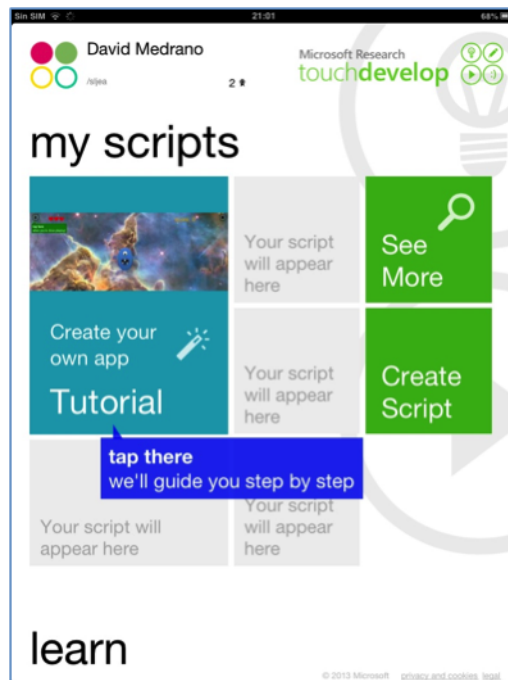 Sin SIM 21:01 68%
David Medrano
/sljea
2
Microsoft Research
touchdevelop
my scripts
Create your
own app
Tutorial
Your script
will appear
here
See
More
Your script
will appear
here
Create
Script
tap there
we'll guide you step by step
Your script will
appear here
Your script
will appear
here
learn
© 2013 Microsoft privacy and cookies legal